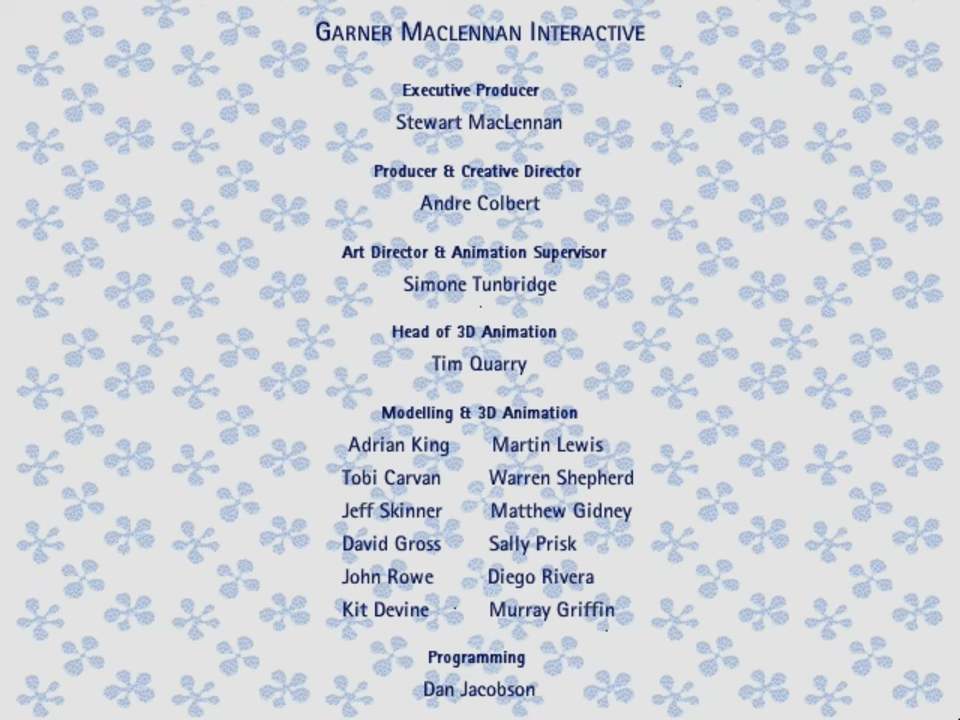 GARNER MACLENNAN INTERACTIVE
Executive Producer
Stewart MacLennan
Producer & Creative Director
Andre Colbert
Art Director & Animation Supervisor
Simone Tunbridge
Head of 3D Animation
Tim Quarry
Modelling & 3D Animation
Adrian King Martin Lewis
Tobi Carvan Warren Shepherd
Jeff Skinner Matthew Gidney
David Gross Sally Prisk
John Rowe Diego Rivera
Kit Devine Murray Griffin
Programming
Dan Jacobson